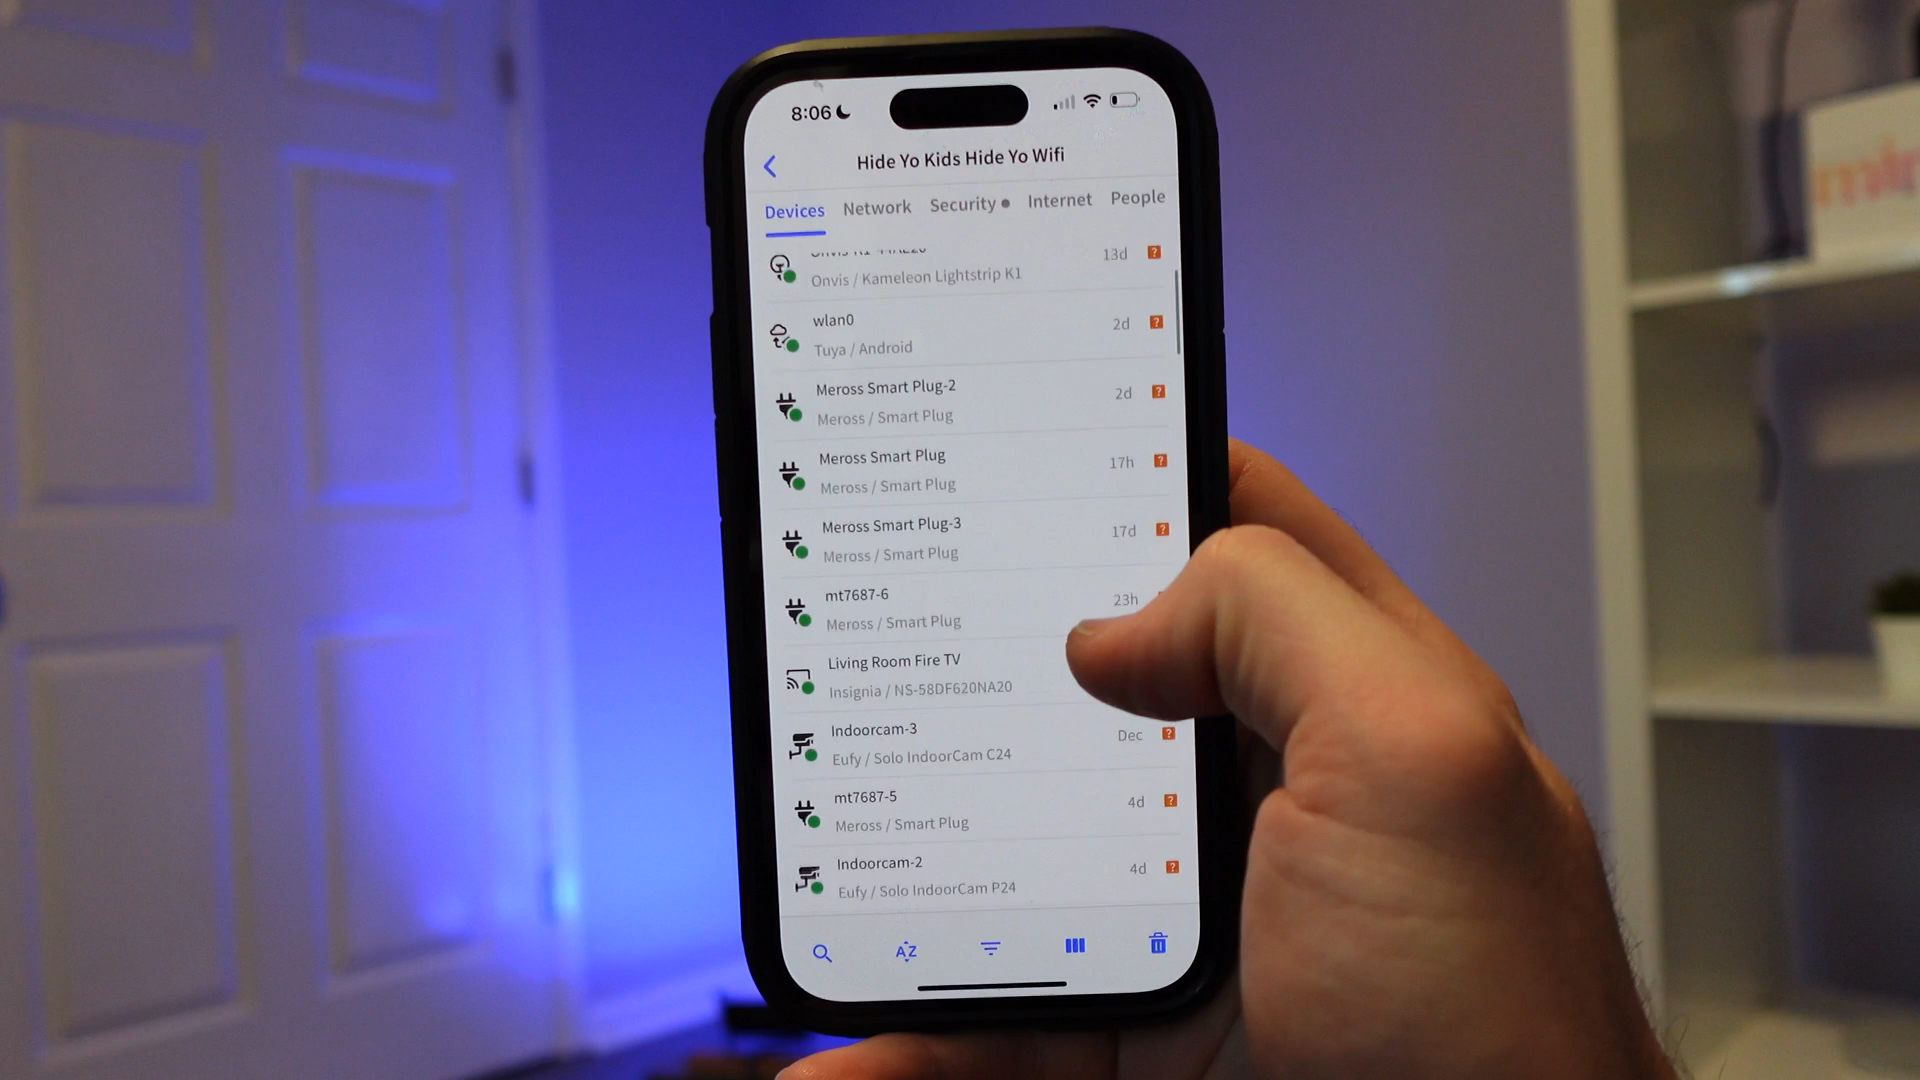 8:06
Hide Yo Kids Hide Yo Wifi
Devices Network Security Internet People
13d ?
Onvis / Kameleon Lightstrip K1
wlan0 2d ?
Tuya / Android
Meross Smart Plug-2 2d ?
Meross / Smart Plug
Meross Smart Plug 17h ?
Meross / Smart Plug
Meross Smart Plug-3 17d ?
Meross / Smart Plug
mt7687-6 23h
Meross / Smart Plug
Living Room Fire TV
Insignia / NS-58DF620NA20
Indoorcam-3 Dec ?
Eufy / Solo IndoorCam C24
mt7687-5 4d ?
Meross / Smart Plug
Indoorcam-2 4d ?
Eufy / Solo IndoorCam P24
AZ